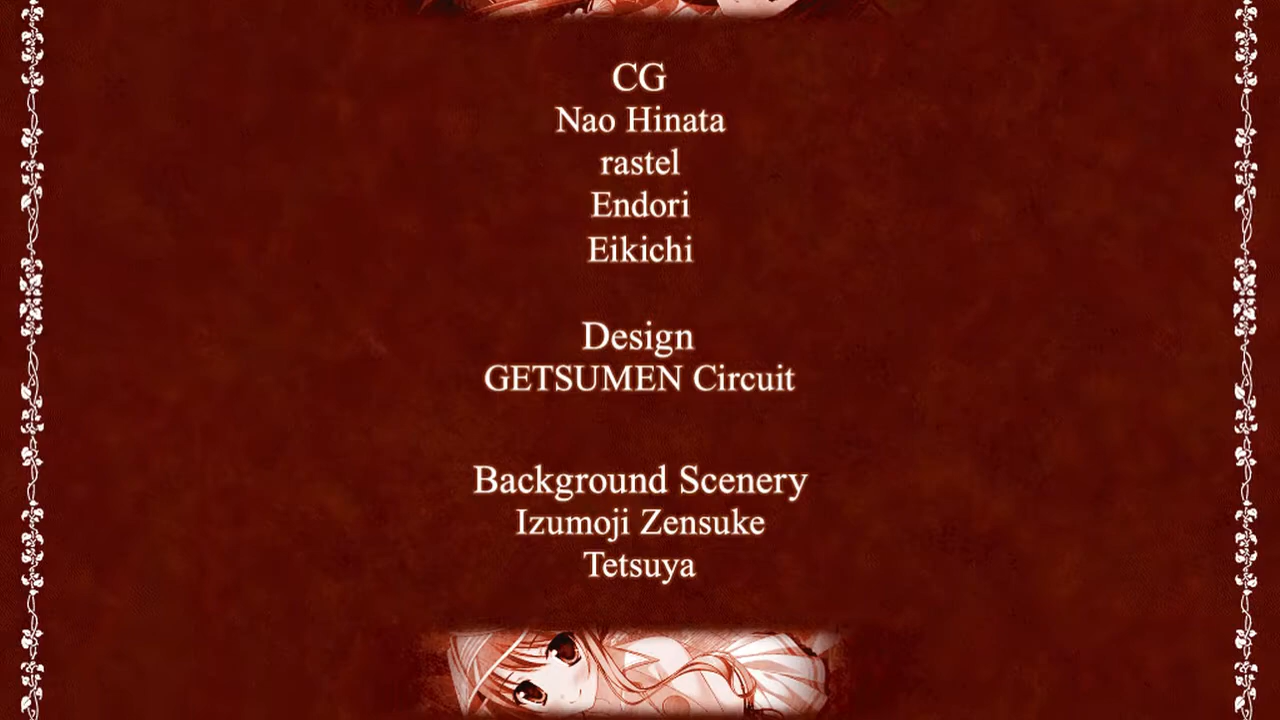 CG
Nao Hinata
rastel
Endori
Eikichi
Design
GETSUMEN Circuit
Background Scenery
Izumoji Zensuke
Tetsuya